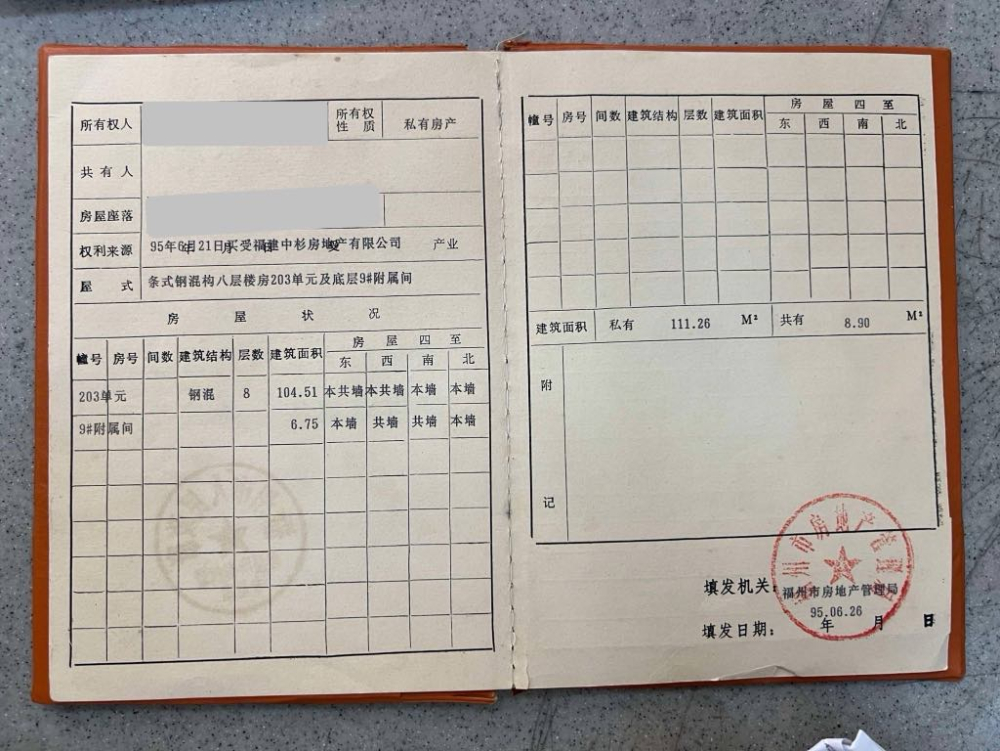 所有权人
所有权
性 质
私有房产
共 有 人
房屋座落
权利来源
95年6月21日买受福建中杉房地产有限公司 产业
屋 式
条式钢混构八层楼房203单元及底层9#附属间
房 屋 状 况
幢号 房号 间数 建筑结构 层数 建筑面积 房 屋 四 至
东 西 南 北
203单元 钢混 8 104.51 本共墙 本共墙 本墙 本墙
9#附属间 6.75 本墙 共墙 共墙 本墙
幢号 房号 间数 建筑结构 层数 建筑面积 房 屋 四 至
东 西 南 北
建筑面积 私有 111.26 M² 共有 8.90 M²
附
记
福州市房地产管理局
填发机关：福州市房地产管理局
95.06.26
填发日期： 年 月 日